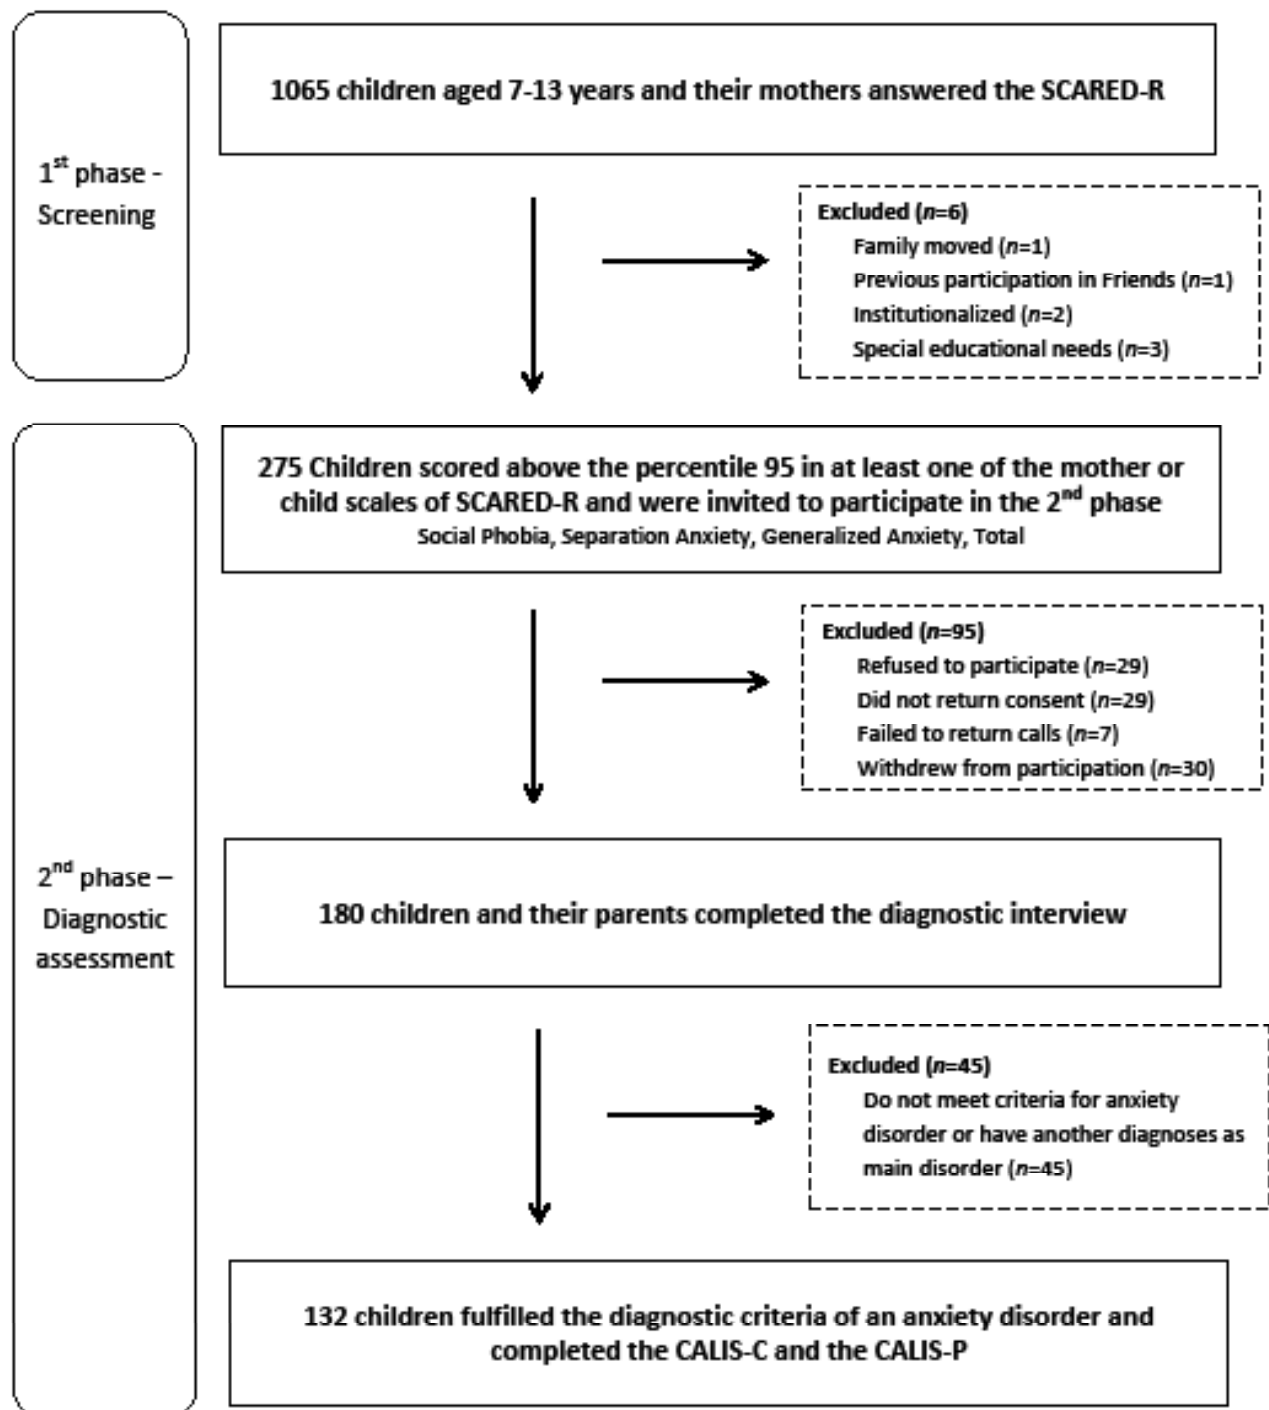 1st phase -
Screening
1065 children aged 7-13 years and their mothers answered the SCARED-R
Excluded (n=6)
Family moved (n=1)
Previous participation in Friends (n=1)
Institutionalized (n=2)
Special educational needs (n=3)
275 Children scored above the percentile 95 in at least one of the mother or
child scales of SCARED-R and were invited to participate in the 2nd phase
Social Phobia, Separation Anxiety, Generalized Anxiety, Total
Excluded (n=95)
Refused to participate (n=29)
Did not return consent (n=29)
Failed to return calls (n=7)
Withdrew from participation (n=30)
2nd phase –
Diagnostic
assessment
180 children and their parents completed the diagnostic interview
Excluded (n=45)
Do not meet criteria for anxiety
disorder or have another diagnoses as
main disorder (n=45)
132 children fulfilled the diagnostic criteria of an anxiety disorder and
completed the CALIS-C and the CALIS-P